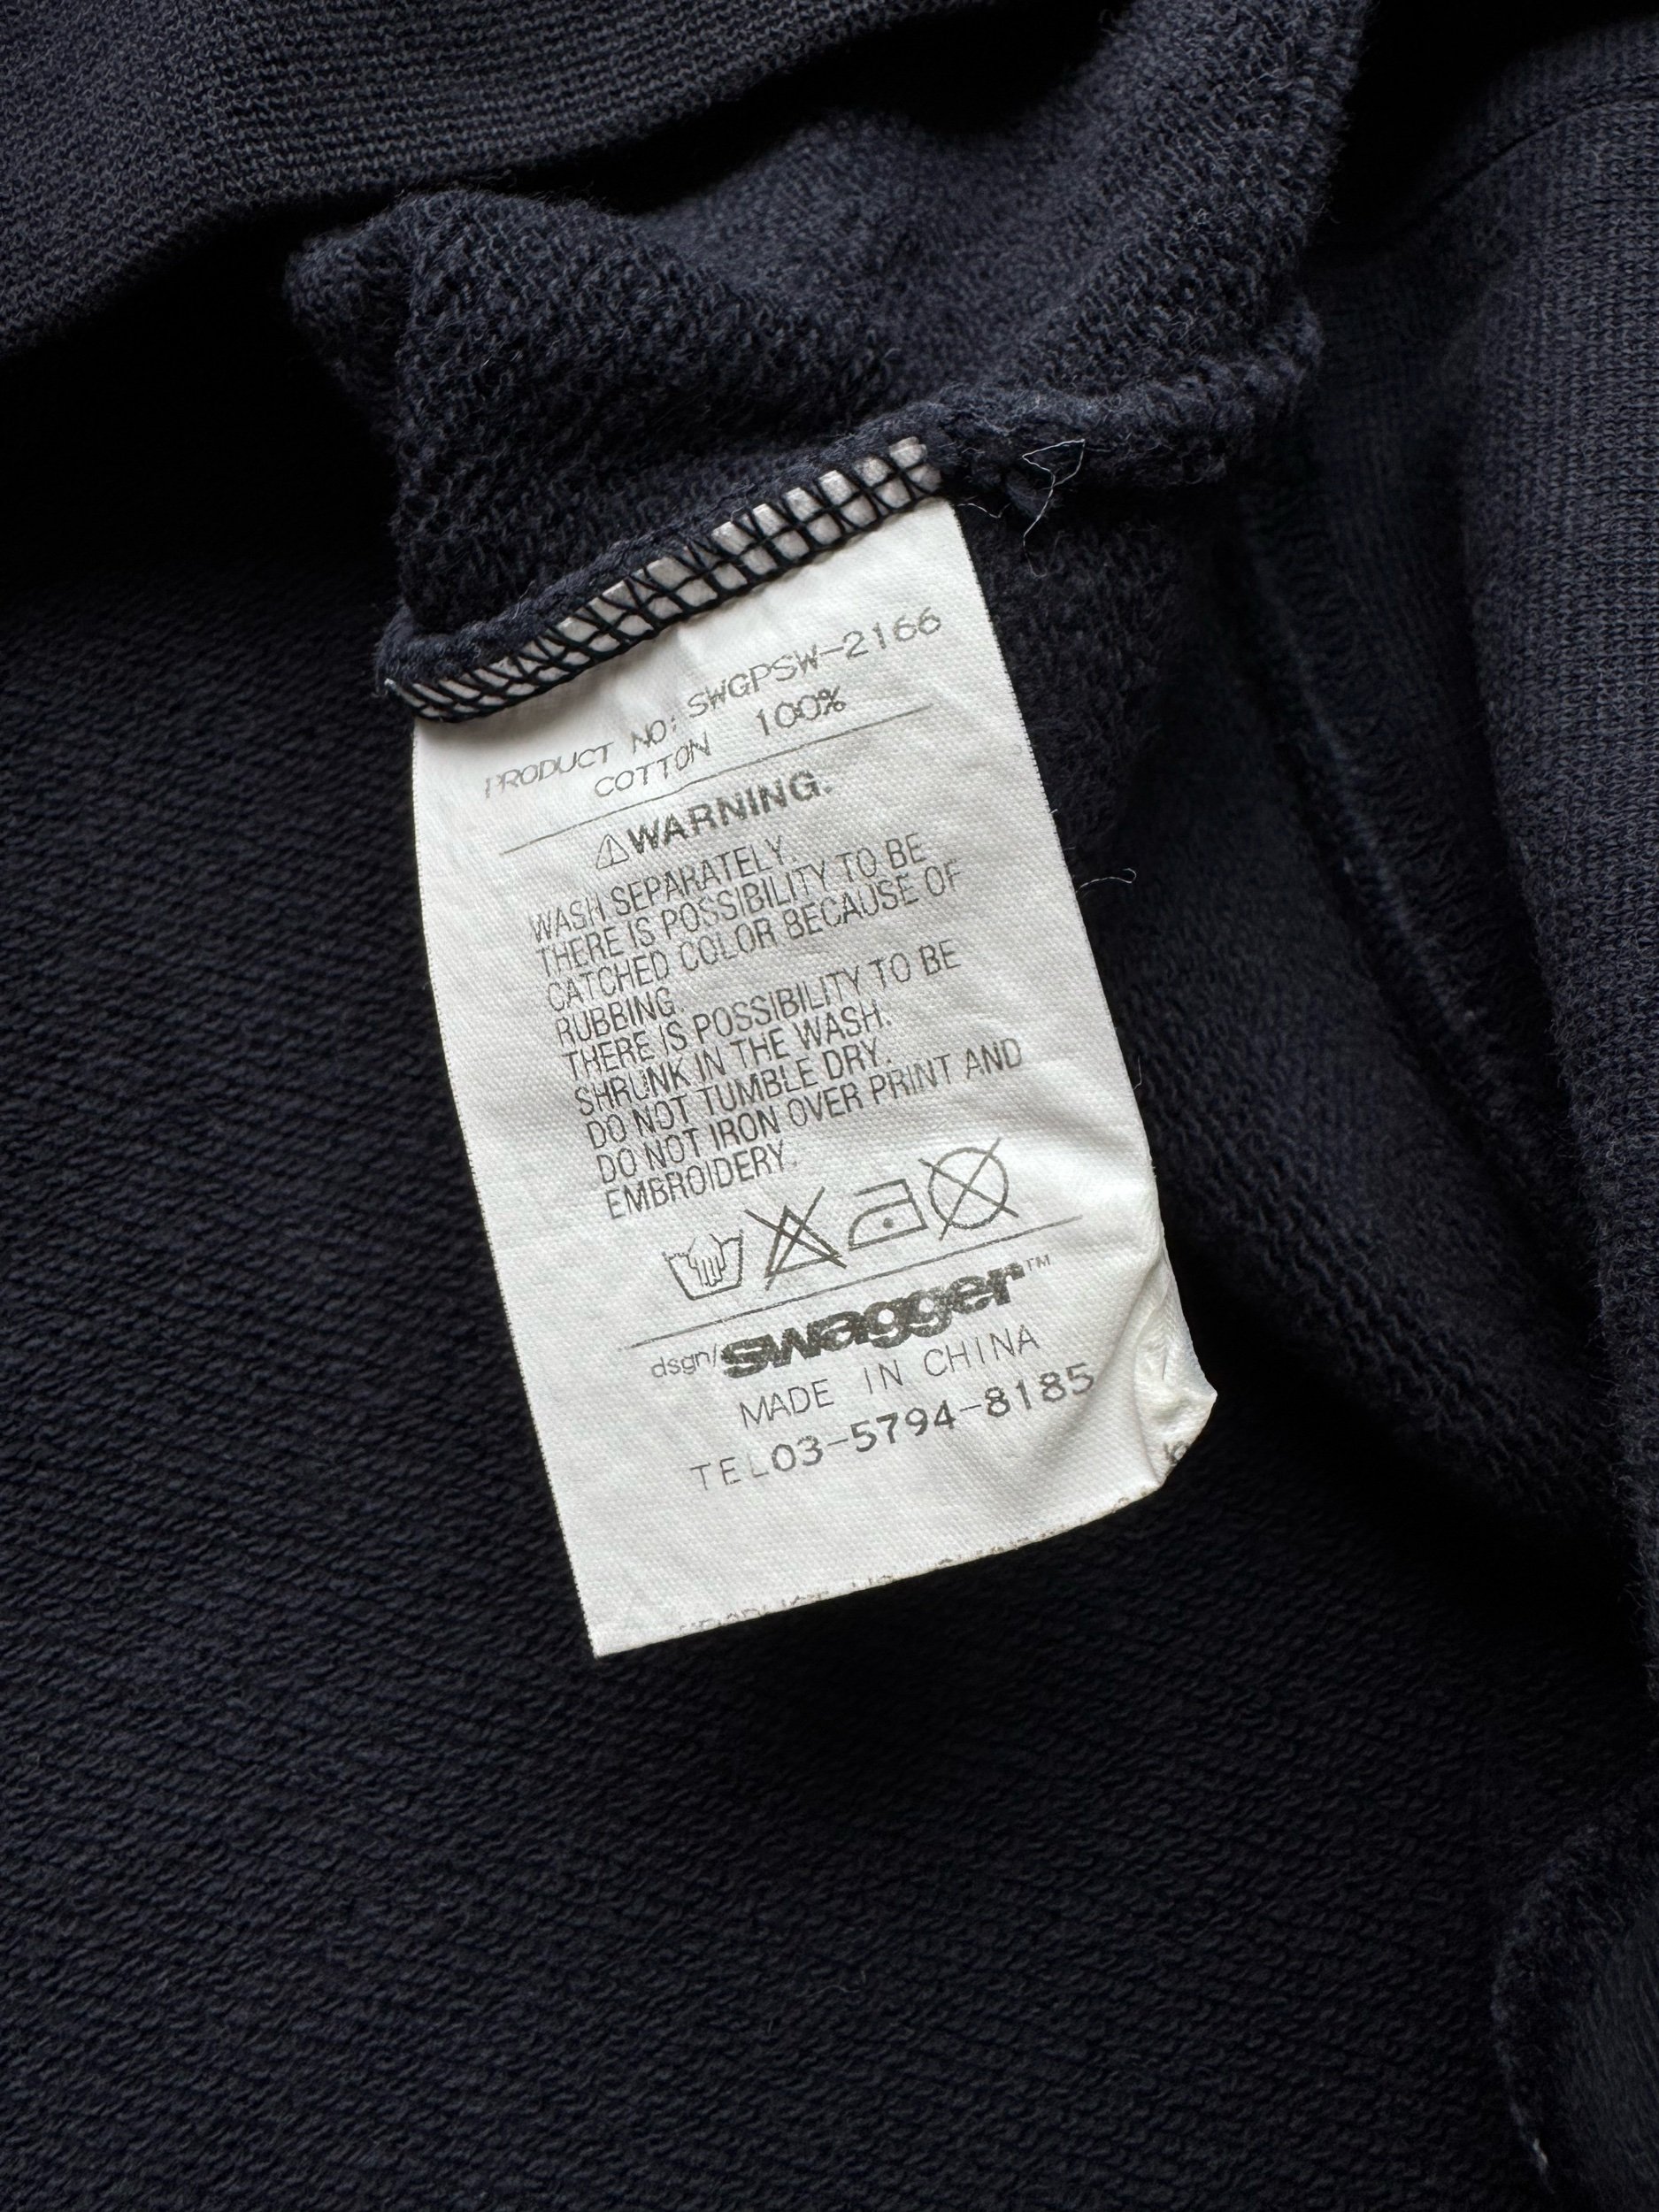 PRODUCT NO: SWGPSW-2166
COTTON 100%
WARNING.
WASH SEPARATELY.
THERE IS POSSIBILITY TO BE
CATCHED COLOR BECAUSE OF
RUBBING.
THERE IS POSSIBILITY TO BE
SHRUNK IN THE WASH.
DO NOT TUMBLE DRY.
DO NOT IRON OVER PRINT AND
EMBROIDERY.
dsgn/swagger™
MADE IN CHINA
TEL03-5794-8185